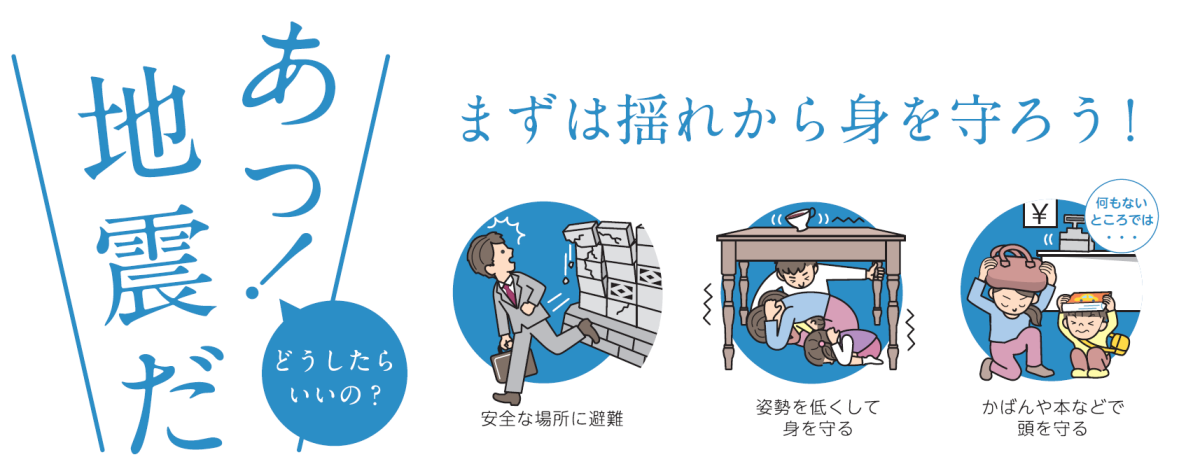 あっ！
地震だ
どうしたら
いいの？
まずは揺れから身を守ろう！
安全な場所に避難
姿勢を低くして
身を守る
¥
何もない
ところでは
・・・
かばんや本などで
頭を守る